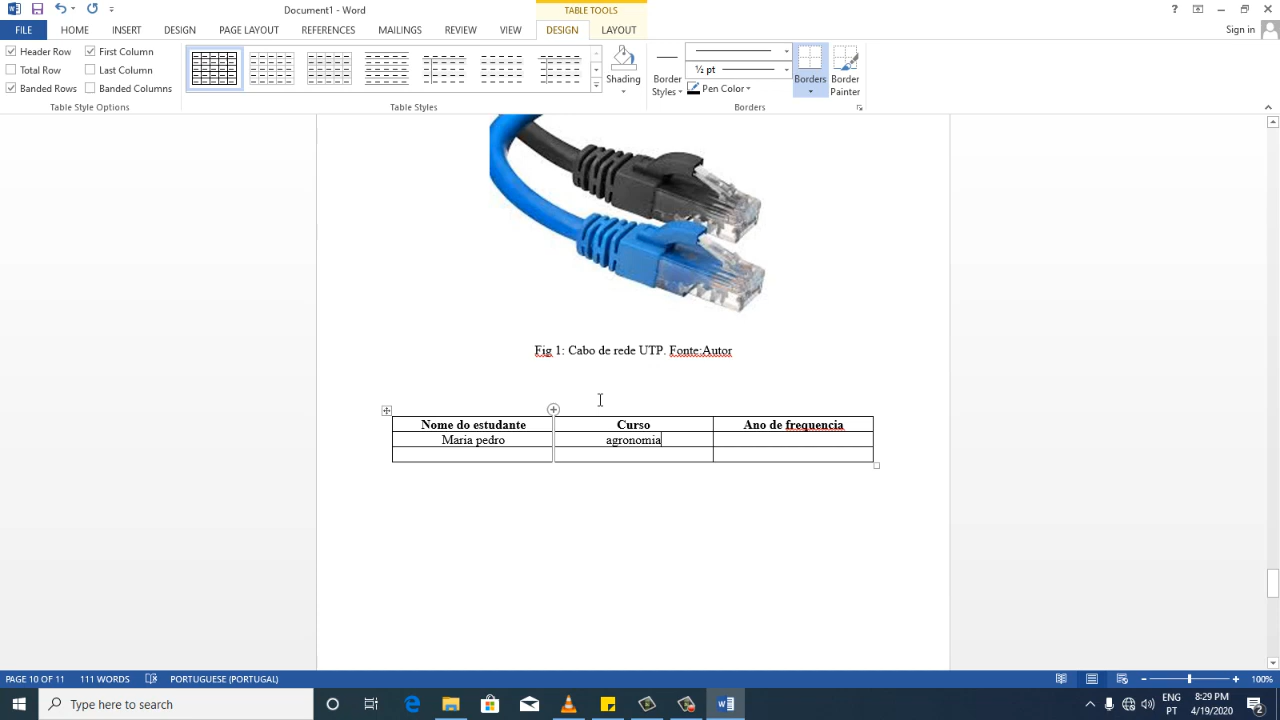 Document1 - Word
TABLE TOOLS
Sign in
FILE HOME INSERT DESIGN PAGE LAYOUT REFERENCES MAILINGS REVIEW VIEW DESIGN LAYOUT
Header Row First Column
Total Row Last Column
Banded Rows Banded Columns
Shading
Border Styles
½ pt
Pen Color
Borders
Border Painter
Table Style Options Table Styles Borders
Fig 1: Cabo de rede UTP. Fonte:Autor
Nome do estudante Curso Ano de frequencia
Maria pedro agronomia
PAGE 10 OF 11 111 WORDS PORTUGUESE (PORTUGAL) 100%
Type here to search
ENG 8:29 PM
PT 4/19/2020
2